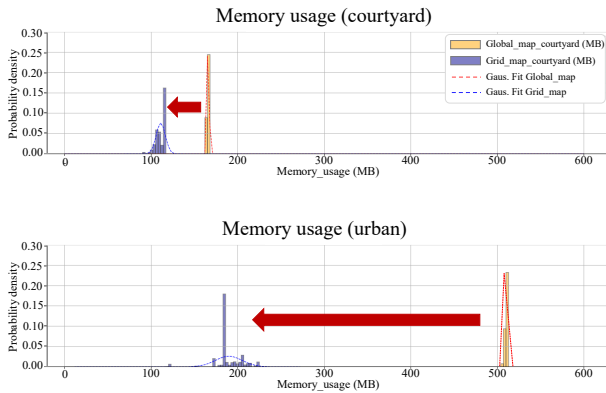 Memory usage (courtyard)
Probability density
0.30
0.25
0.20
0.15
0.10
0.05
0.00
Global_map_courtyard (MB)
Grid_map_courtyard (MB)
Gaus. Fit Global_map
Gaus. Fit Grid_map
0 100 200 300 400 500 600
Memory_usage (MB)
Memory usage (urban)
Probability density
0.30
0.25
0.20
0.15
0.10
0.05
0.00
0 100 200 300 400 500 600
Memory_usage (MB)